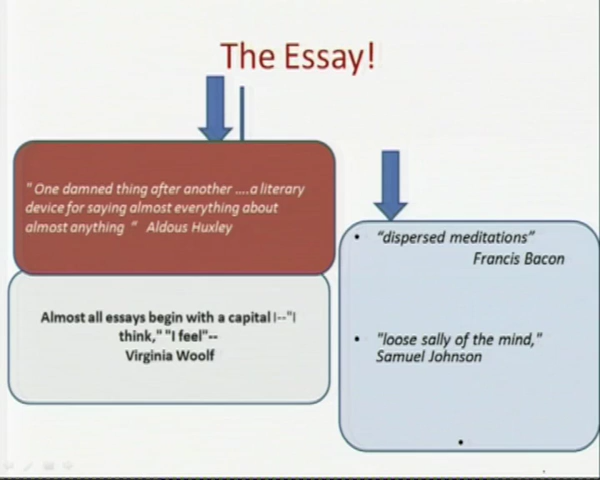 The Essay!
" One damned thing after another ....a literary
device for saying almost everything about
almost anything " Aldous Huxley
Almost all essays begin with a capital I--"I
think," "I feel"--
Virginia Woolf
• "dispersed meditations"
Francis Bacon
• "loose sally of the mind,"
Samuel Johnson
•